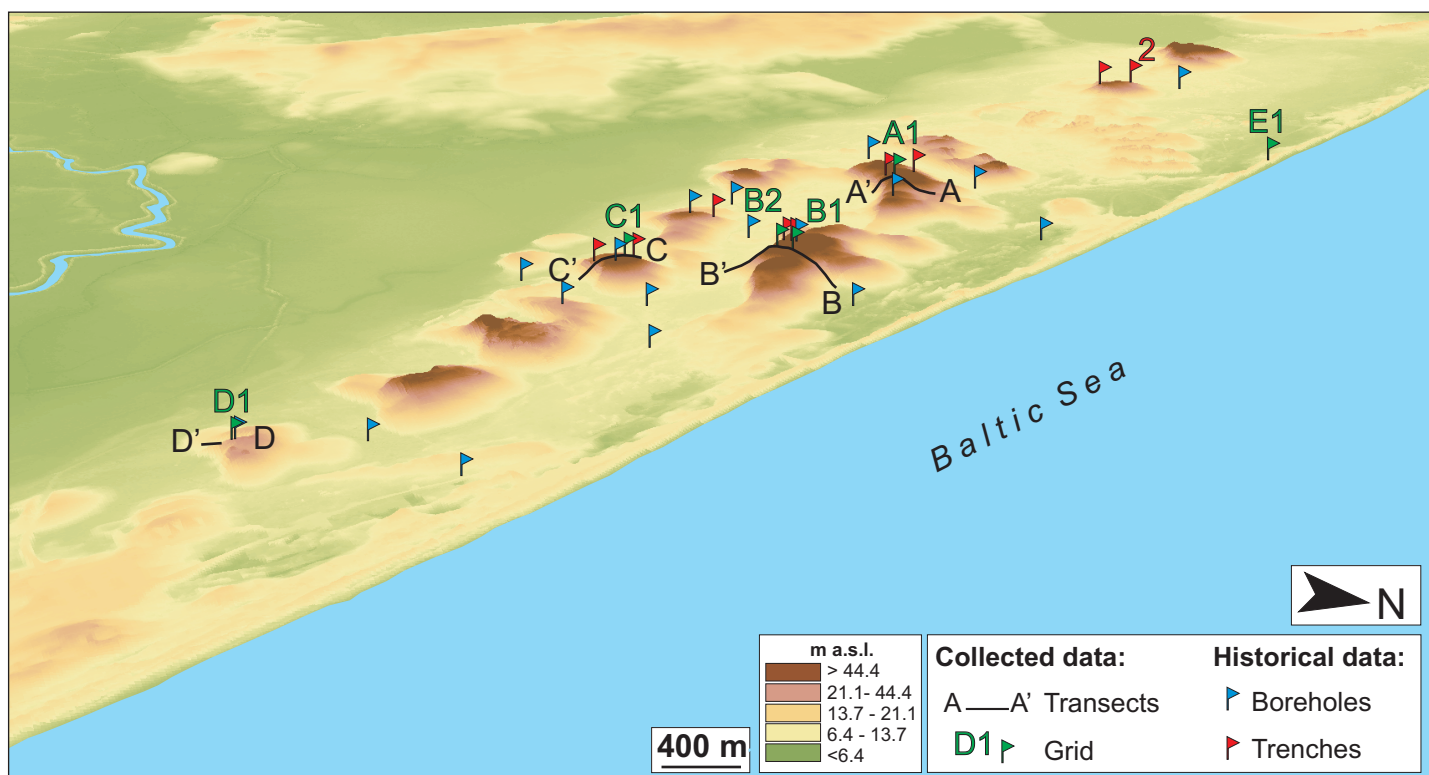 2
E1
A1
A' A
B2 B1
C1
C
C'
B'
B
D1
D' D
Baltic Sea
N
400 m
m a.s.l.
> 44.4
21.1- 44.4
13.7 - 21.1
6.4 - 13.7
<6.4
Collected data:
A A' Transects
D1 Grid
Historical data:
Boreholes
Trenches